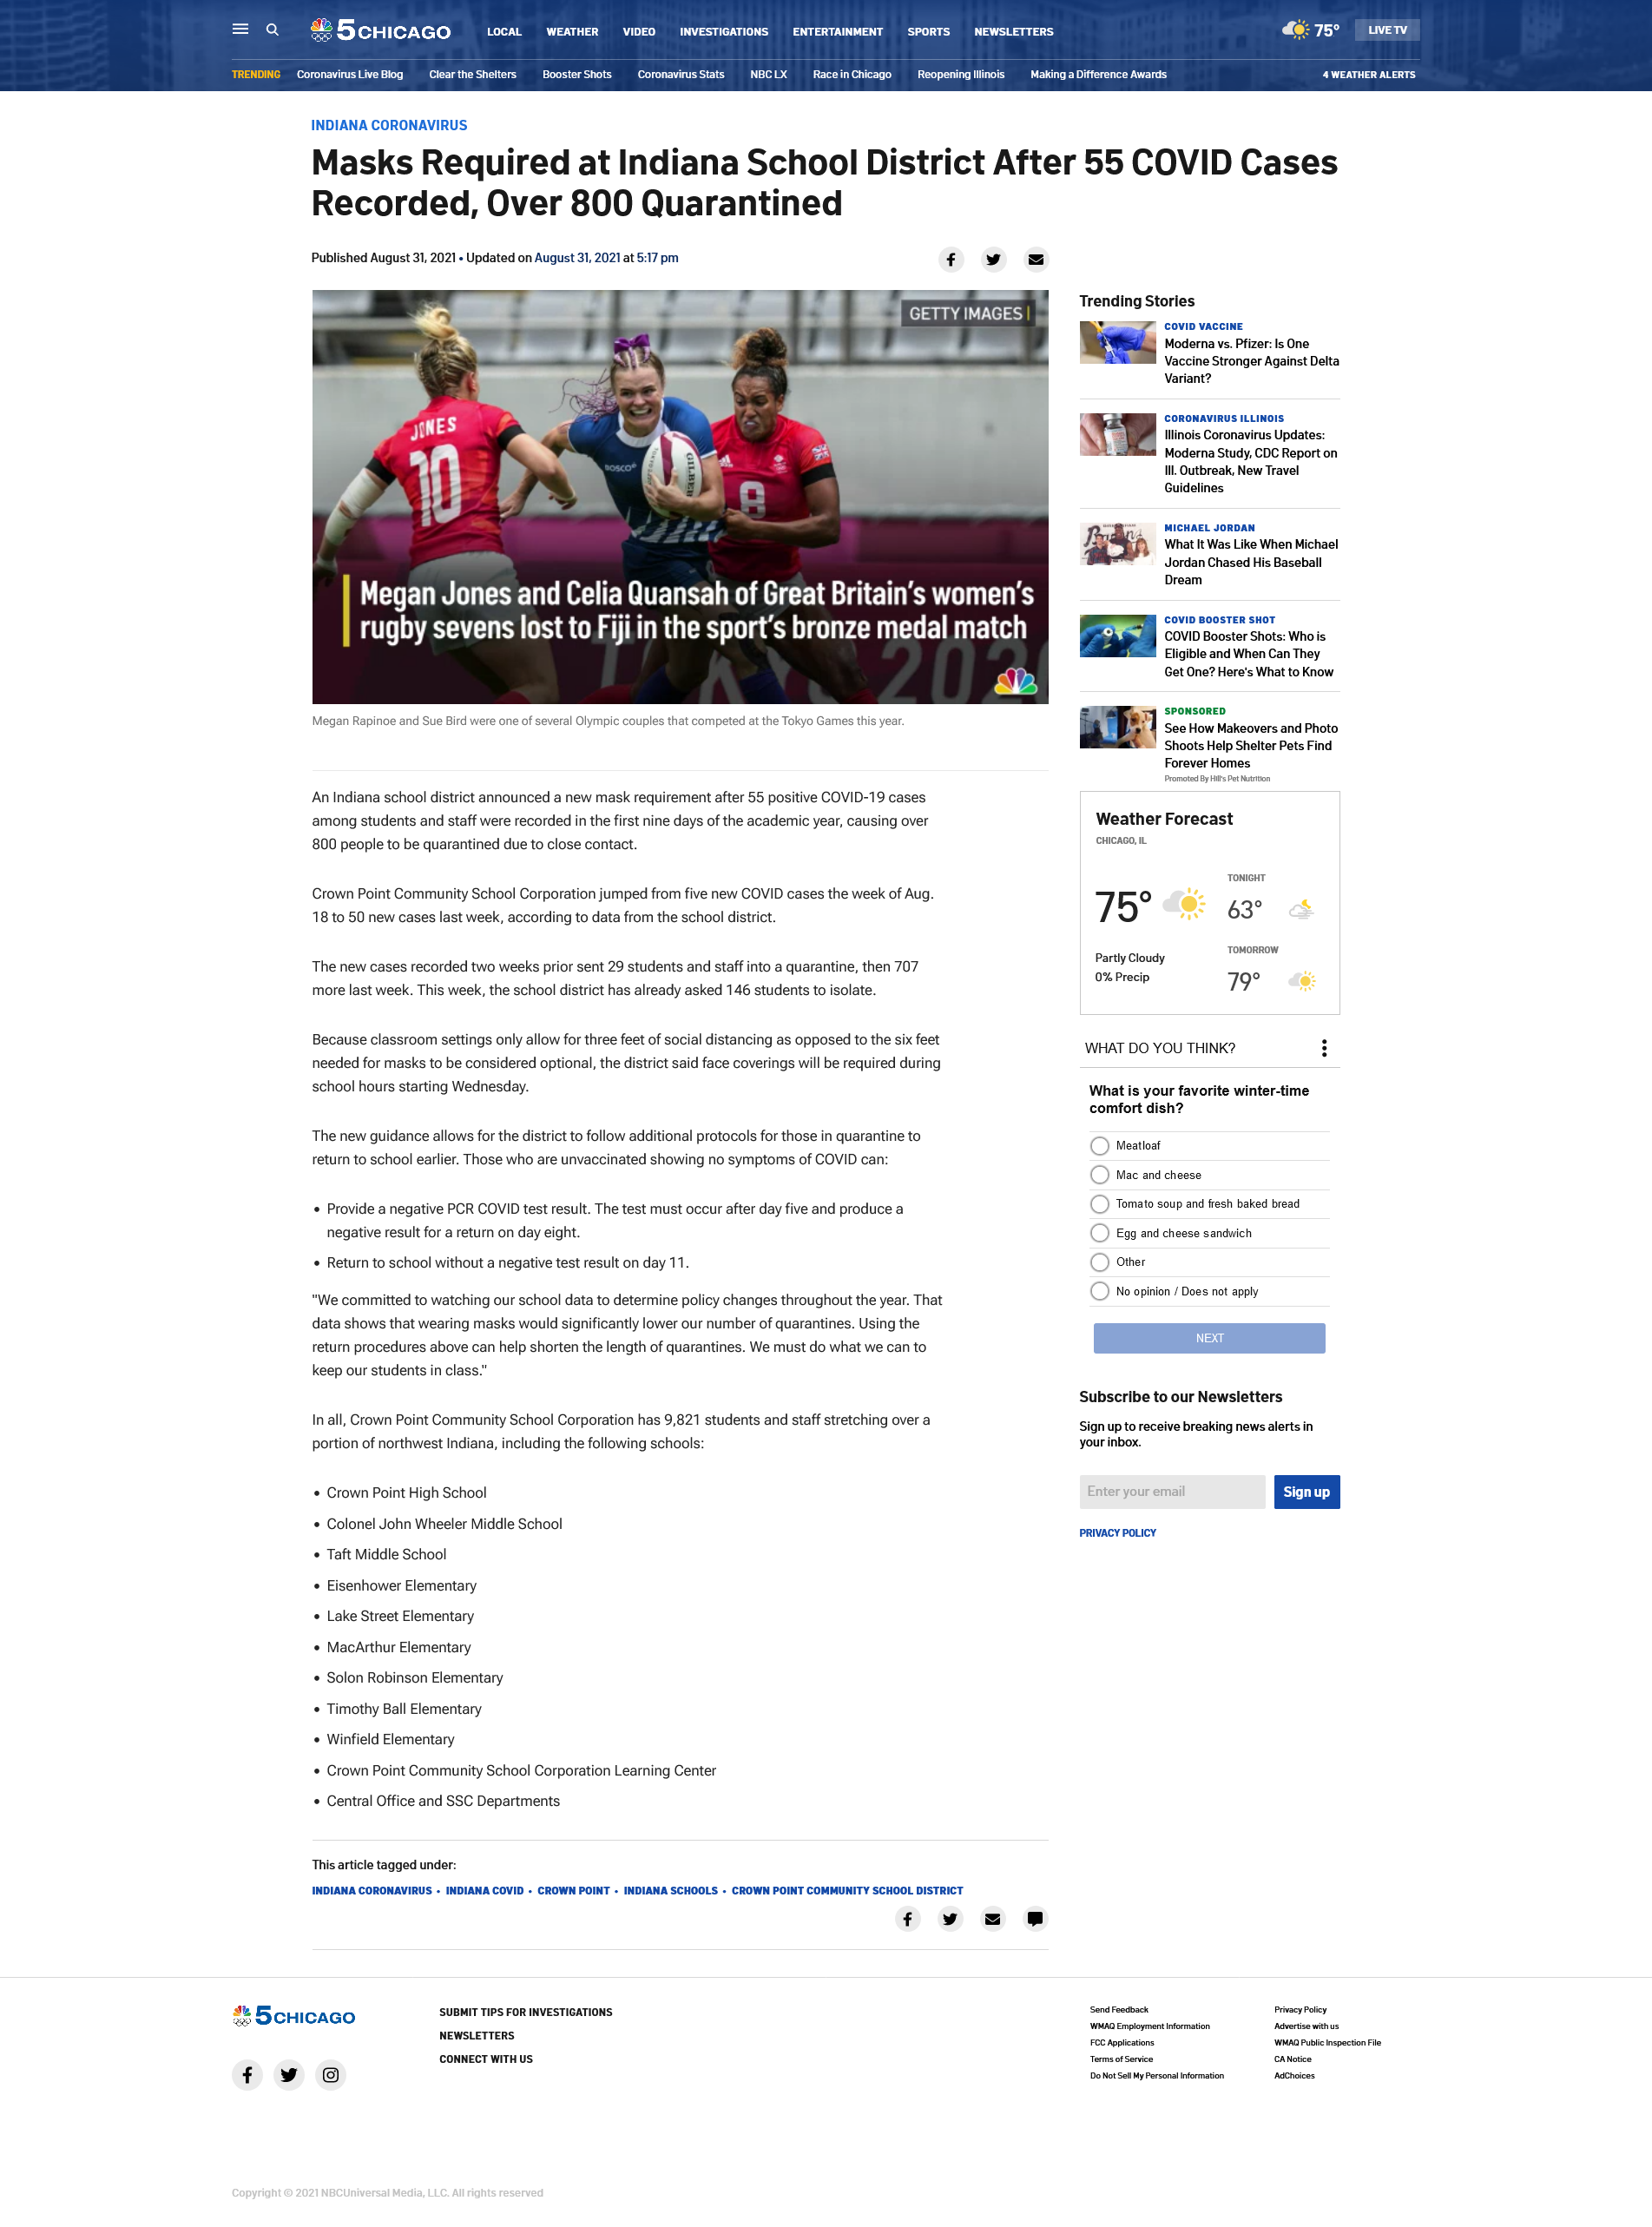 5 CHICAGO
LOCAL WEATHER VIDEO INVESTIGATIONS ENTERTAINMENT SPORTS NEWSLETTERS
75°
LIVE TV
TRENDING Coronavirus Live Blog Clear the Shelters Booster Shots Coronavirus Stats NBC LX Race in Chicago Reopening Illinois Making a Difference Awards
4 WEATHER ALERTS
INDIANA CORONAVIRUS
Masks Required at Indiana School District After 55 COVID Cases
Recorded, Over 800 Quarantined
Published August 31, 2021 • Updated on August 31, 2021 at 5:17 pm
GETTY IMAGES
JONES
10
BOSCO
TOKYO
GILBERT
8
Megan Jones and Celia Quansah of Great Britain's women's
rugby sevens lost to Fiji in the sport's bronze medal match
Megan Rapinoe and Sue Bird were one of several Olympic couples that competed at the Tokyo Games this year.
An Indiana school district announced a new mask requirement after 55 positive COVID-19 cases
among students and staff were recorded in the first nine days of the academic year, causing over
800 people to be quarantined due to close contact.
Crown Point Community School Corporation jumped from five new COVID cases the week of Aug.
18 to 50 new cases last week, according to data from the school district.
The new cases recorded two weeks prior sent 29 students and staff into a quarantine, then 707
more last week. This week, the school district has already asked 146 students to isolate.
Because classroom settings only allow for three feet of social distancing as opposed to the six feet
needed for masks to be considered optional, the district said face coverings will be required during
school hours starting Wednesday.
The new guidance allows for the district to follow additional protocols for those in quarantine to
return to school earlier. Those who are unvaccinated showing no symptoms of COVID can:
• Provide a negative PCR COVID test result. The test must occur after day five and produce a
negative result for a return on day eight.
• Return to school without a negative test result on day 11.
"We committed to watching our school data to determine policy changes throughout the year. That
data shows that wearing masks would significantly lower our number of quarantines. Using the
return procedures above can help shorten the length of quarantines. We must do what we can to
keep our students in class."
In all, Crown Point Community School Corporation has 9,821 students and staff stretching over a
portion of northwest Indiana, including the following schools:
• Crown Point High School
• Colonel John Wheeler Middle School
• Taft Middle School
• Eisenhower Elementary
• Lake Street Elementary
• MacArthur Elementary
• Solon Robinson Elementary
• Timothy Ball Elementary
• Winfield Elementary
• Crown Point Community School Corporation Learning Center
• Central Office and SSC Departments
This article tagged under:
INDIANA CORONAVIRUS • INDIANA COVID • CROWN POINT • INDIANA SCHOOLS • CROWN POINT COMMUNITY SCHOOL DISTRICT
Trending Stories
COVID VACCINE
Moderna vs. Pfizer: Is One
Vaccine Stronger Against Delta
Variant?
CORONAVIRUS ILLINOIS
Illinois Coronavirus Updates:
Moderna Study, CDC Report on
Ill. Outbreak, New Travel
Guidelines
MICHAEL JORDAN
What It Was Like When Michael
Jordan Chased His Baseball
Dream
COVID BOOSTER SHOT
COVID Booster Shots: Who is
Eligible and When Can They
Get One? Here's What to Know
SPONSORED
See How Makeovers and Photo
Shoots Help Shelter Pets Find
Forever Homes
Promoted By Hill's Pet Nutrition
Weather Forecast
CHICAGO, IL
75°
Partly Cloudy
0% Precip
TONIGHT
63°
TOMORROW
79°
WHAT DO YOU THINK?
What is your favorite winter-time
comfort dish?
Meatloaf
Mac and cheese
Tomato soup and fresh baked bread
Egg and cheese sandwich
Other
No opinion / Does not apply
NEXT
Subscribe to our Newsletters
Sign up to receive breaking news alerts in
your inbox.
Enter your email
Sign up
PRIVACY POLICY
5 CHICAGO
SUBMIT TIPS FOR INVESTIGATIONS
NEWSLETTERS
CONNECT WITH US
Send Feedback
WMAQ Employment Information
FCC Applications
Terms of Service
Do Not Sell My Personal Information
Privacy Policy
Advertise with us
WMAQ Public Inspection File
CA Notice
AdChoices
Copyright © 2021 NBCUniversal Media, LLC. All rights reserved